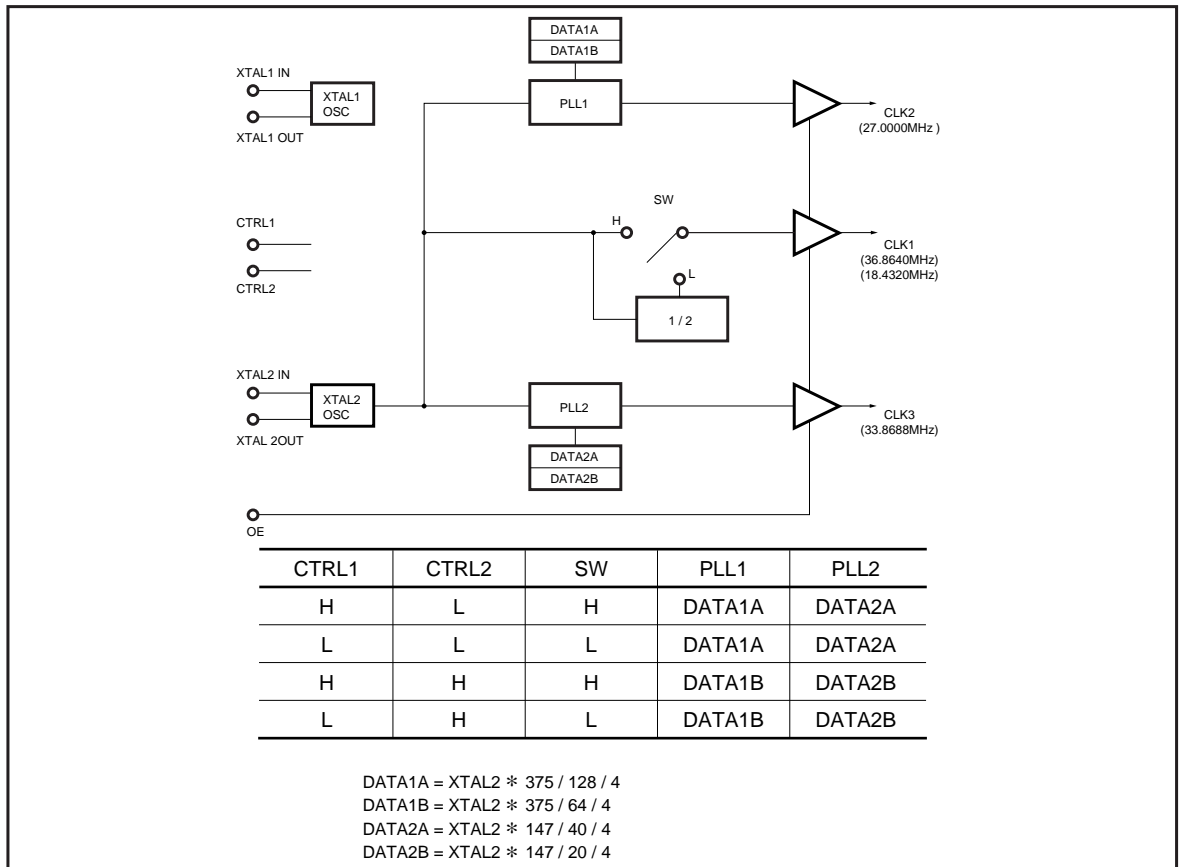 DATA1A
DATA1B
XTAL1 IN
XTAL1
OSC
PLL1
XTAL1 OUT
CLK2
(27.0000MHz )
SW
CTRL1
H
CLK1
(36.8640MHz)
(18.4320MHz)
CTRL2
L
1 / 2
XTAL2 IN
XTAL2
OSC
PLL2
XTAL 2OUT
CLK3
(33.8688MHz)
DATA2A
DATA2B
OE
CTRL1 CTRL2 SW PLL1 PLL2
H L H DATA1A DATA2A
L L L DATA1A DATA2A
H H H DATA1B DATA2B
L H L DATA1B DATA2B
DATA1A = XTAL2 * 375 / 128 / 4
DATA1B = XTAL2 * 375 / 64 / 4
DATA2A = XTAL2 * 147 / 40 / 4
DATA2B = XTAL2 * 147 / 20 / 4